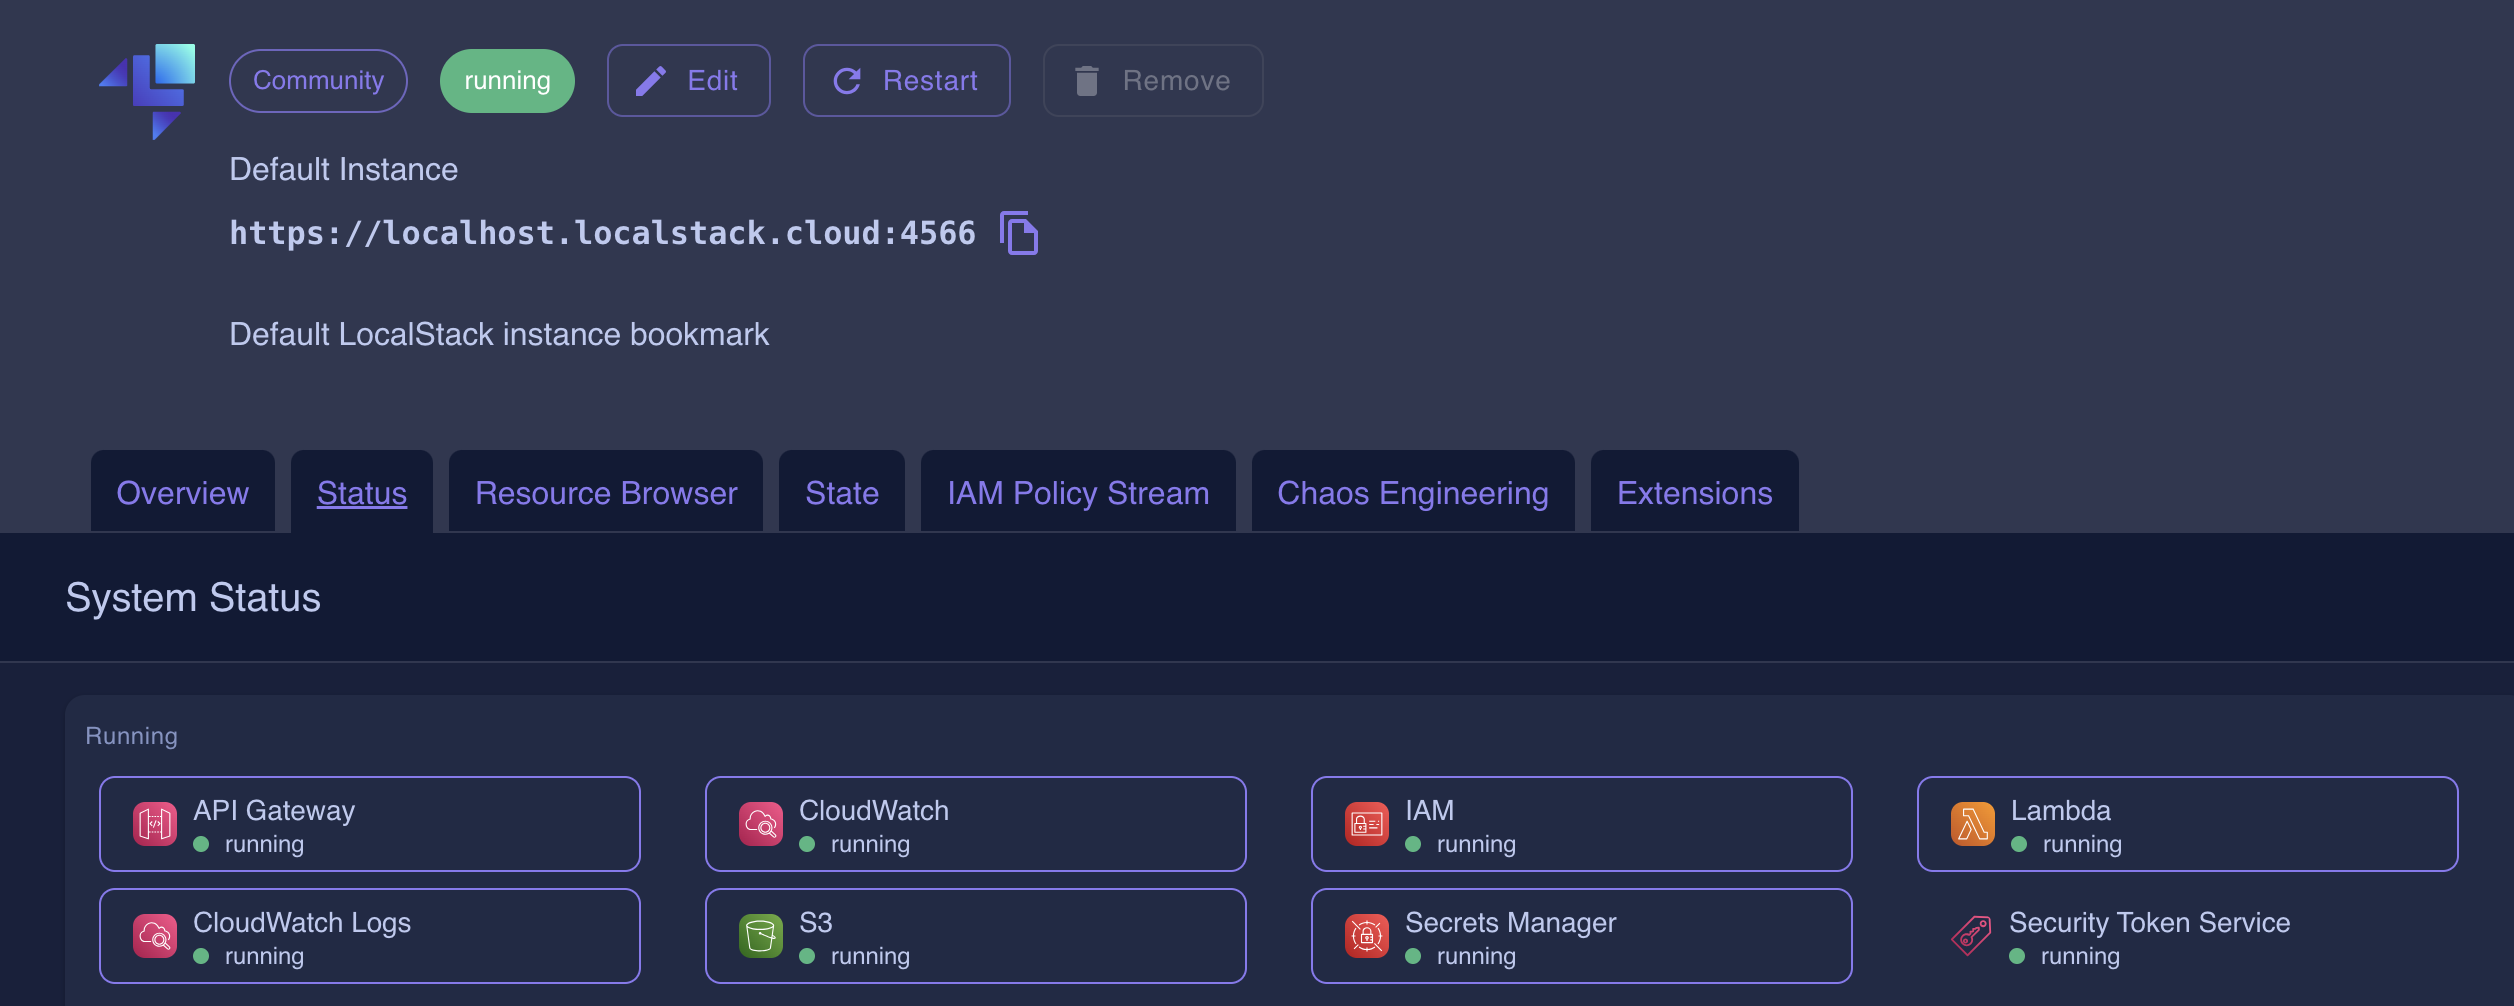 Community running Edit Restart Remove
Default Instance
https://localhost.localstack.cloud:4566
Default LocalStack instance bookmark
Overview Status Resource Browser State IAM Policy Stream Chaos Engineering Extensions
System Status
Running
API Gateway CloudWatch IAM Lambda
running running running running
CloudWatch Logs S3 Secrets Manager Security Token Service
running running running running